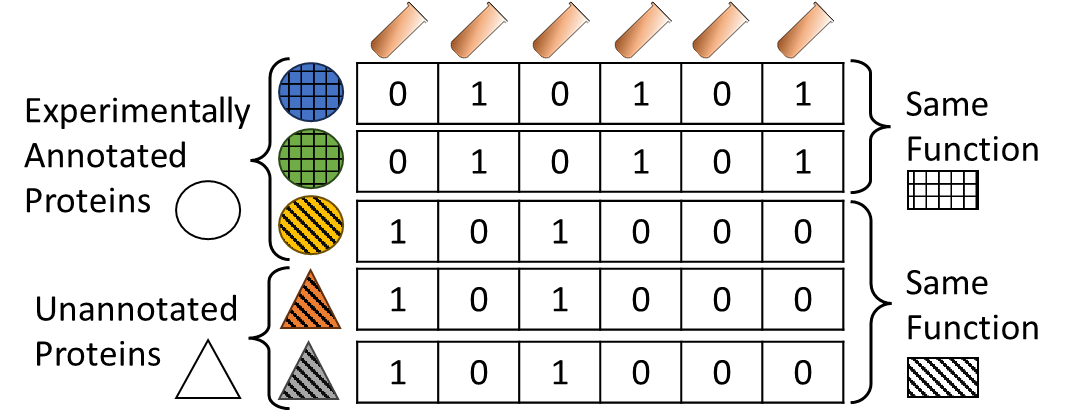 Experimentally
Annotated
Proteins
Unannotated
Proteins
0 1 0 1 0 1
0 1 0 1 0 1
1 0 1 0 0 0
1 0 1 0 0 0
1 0 1 0 0 0
Same
Function
Same
Function